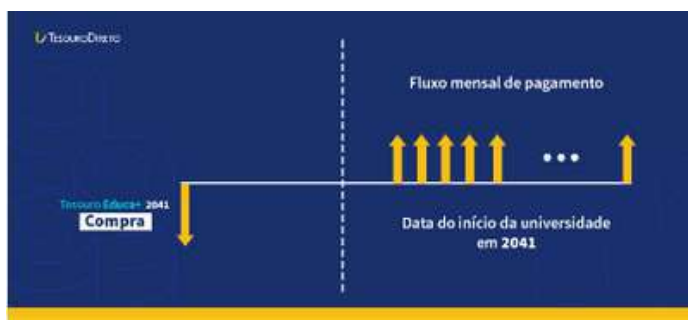 TesouroDireto
Fluxo mensal de pagamento
Tesouro Educa+ 2041
Compra
Data do início da universidade
em 2041